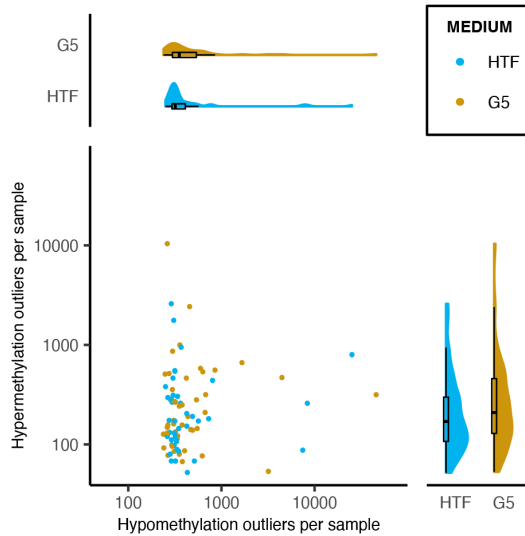 G5
HTF
MEDIUM
HTF
G5
Hypermethylation outliers per sample
10000
1000
100
100
1000
10000
Hypomethylation outliers per sample
HTF
G5